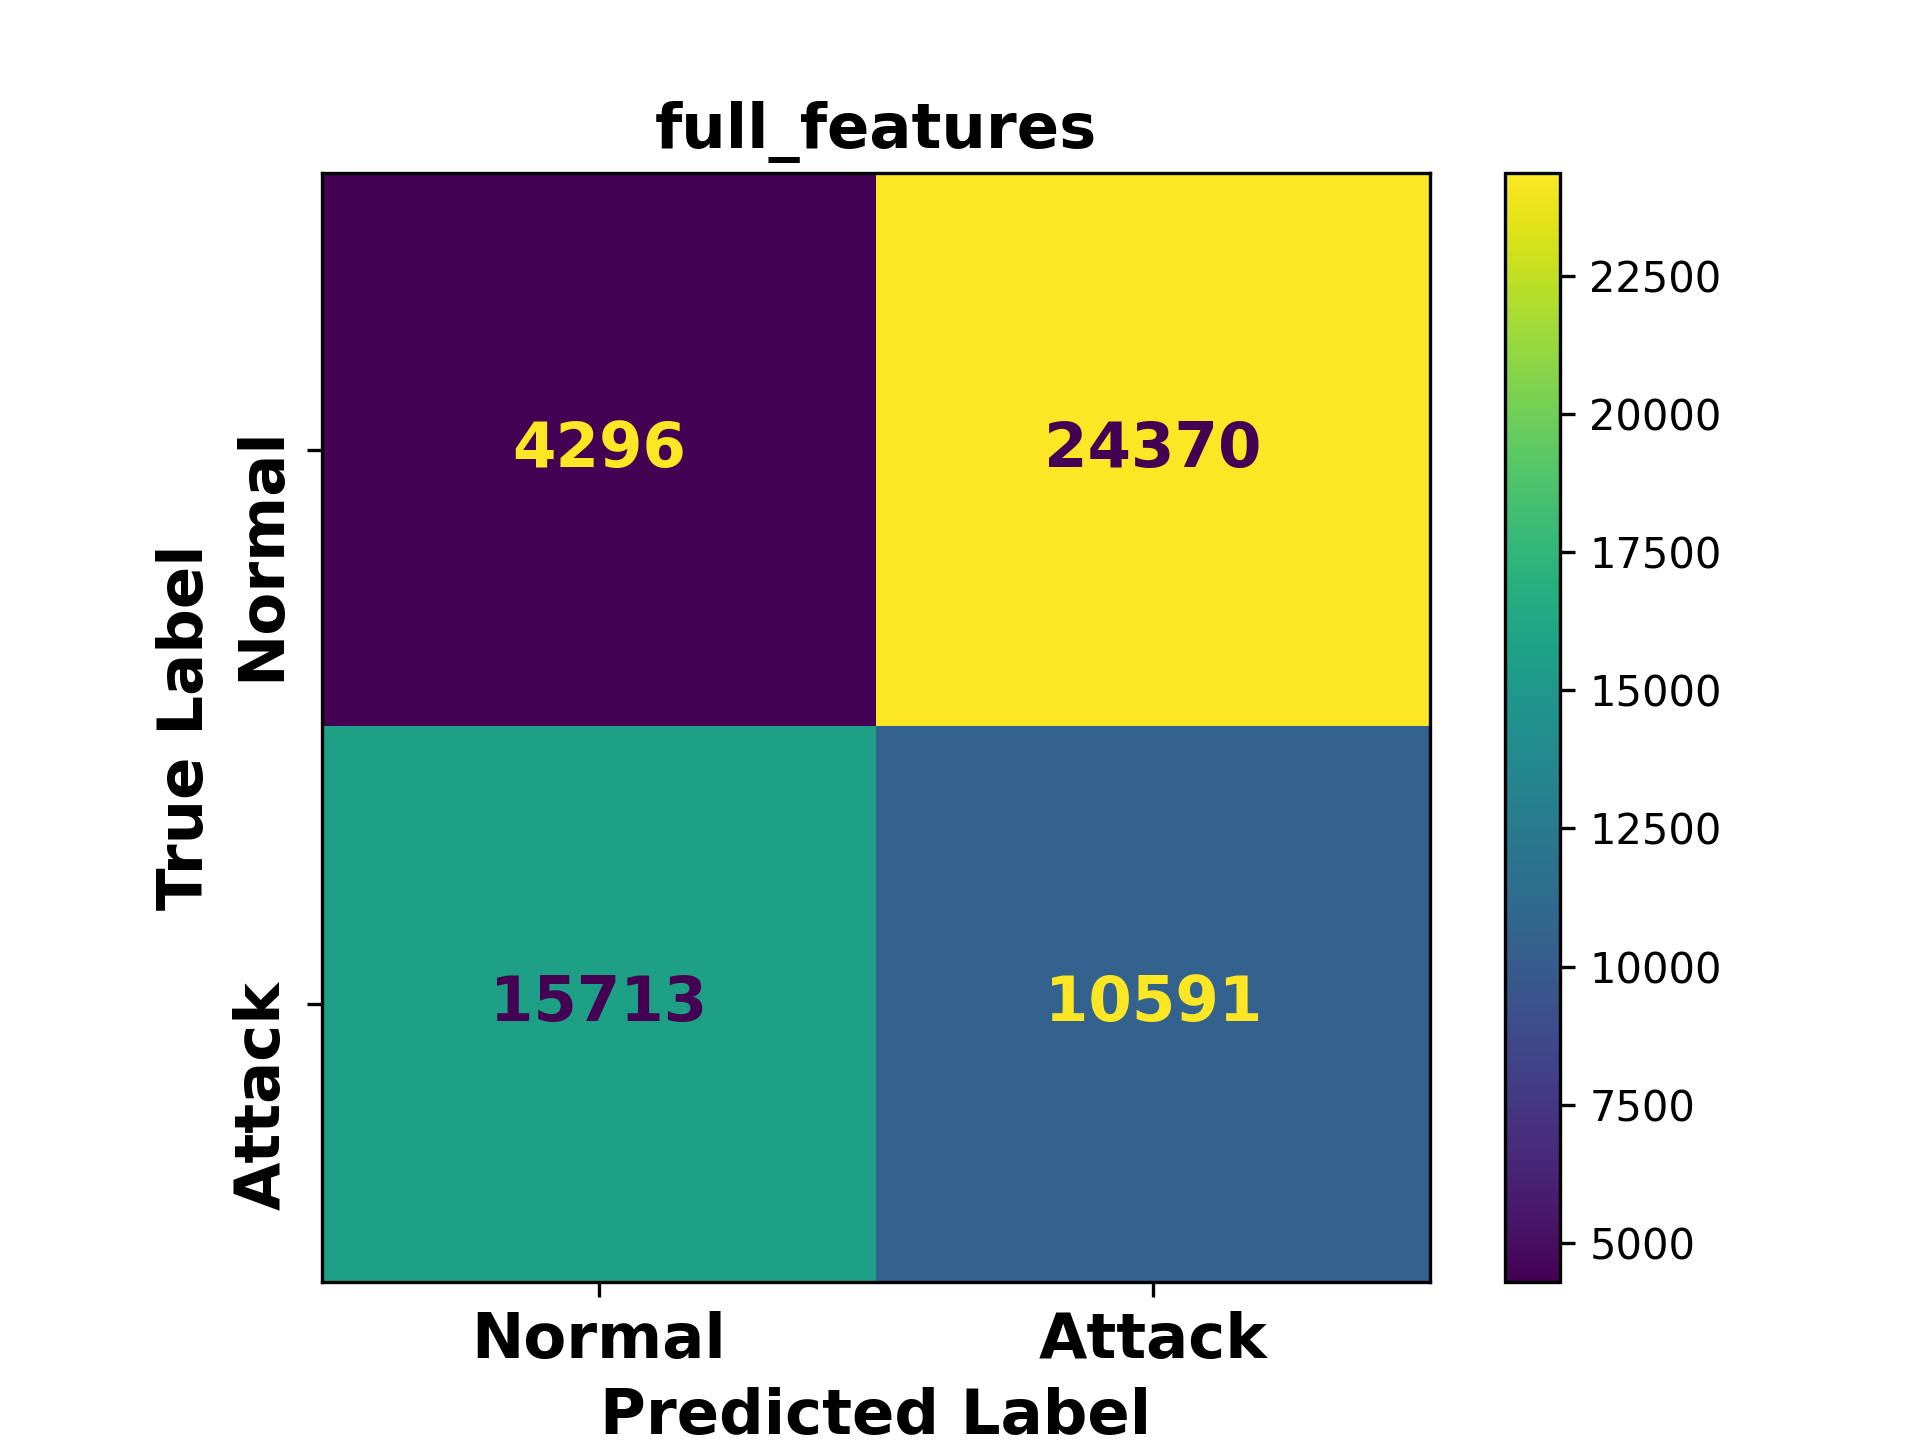 full_features
True Label
Normal
Attack
4296
24370
15713
10591
Normal
Attack
Predicted Label
22500
20000
17500
15000
12500
10000
7500
5000